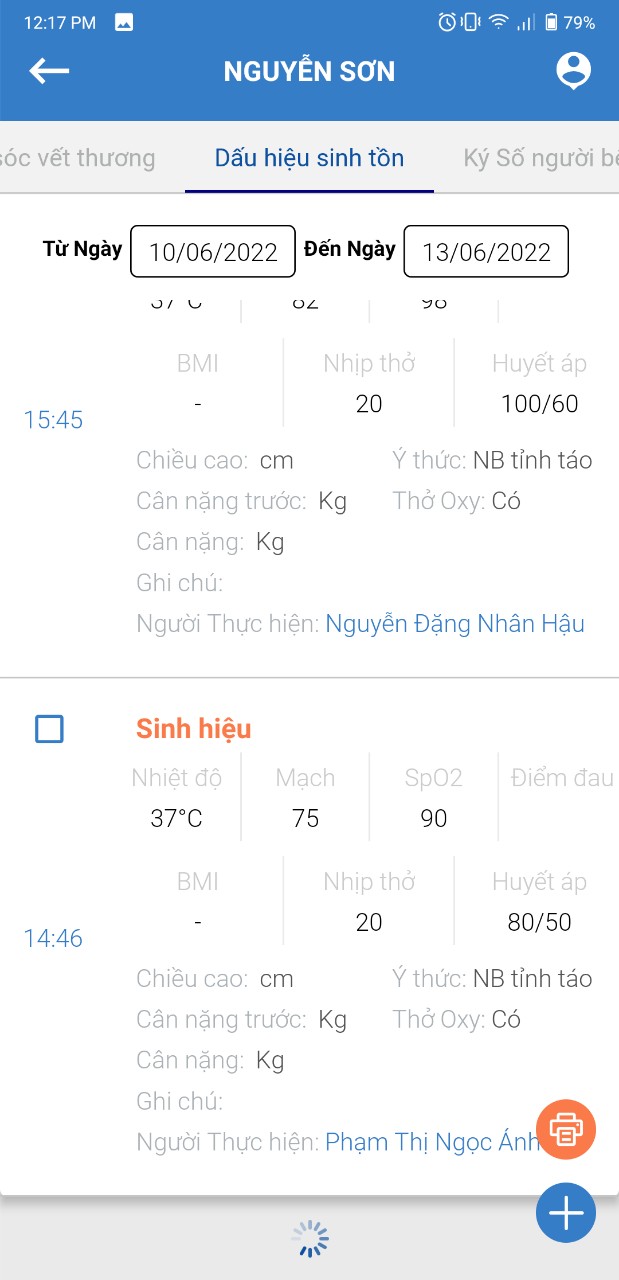 12:17 PM 79%
NGUYỄN SƠN
sóc vết thương Dấu hiệu sinh tồn Ký Số người bê
Từ Ngày 10/06/2022 Đến Ngày 13/06/2022
37°C 82 98
BMI Nhịp thở Huyết áp
- 20 100/60
15:45
Chiều cao: cm Ý thức: NB tỉnh táo
Cân nặng trước: Kg Thở Oxy: Có
Cân nặng: Kg
Ghi chú:
Người Thực hiện: Nguyễn Đặng Nhân Hậu
Sinh hiệu
Nhiệt độ Mạch SpO2 Điểm đau
37°C 75 90
BMI Nhịp thở Huyết áp
- 20 80/50
14:46
Chiều cao: cm Ý thức: NB tỉnh táo
Cân nặng trước: Kg Thở Oxy: Có
Cân nặng: Kg
Ghi chú:
Người Thực hiện: Phạm Thị Ngọc Ánh